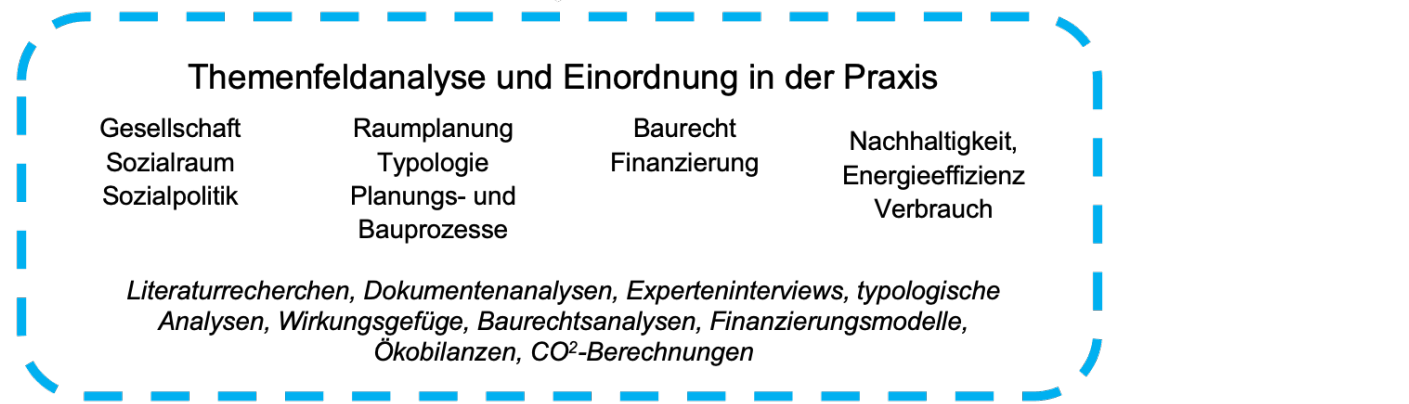 Themenfeldanalyse und Einordnung in der Praxis
Gesellschaft
Sozialraum
Sozialpolitik
Raumplanung
Typologie
Planungs- und
Bauprozesse
Baurecht
Finanzierung
Nachhaltigkeit,
Energieeffizienz
Verbrauch
Literaturrecherchen, Dokumentenanalysen, Experteninterviews, typologische
Analysen, Wirkungsgefüge, Baurechtsanalysen, Finanzierungsmodelle,
Ökobilanzen, CO²-Berechnungen